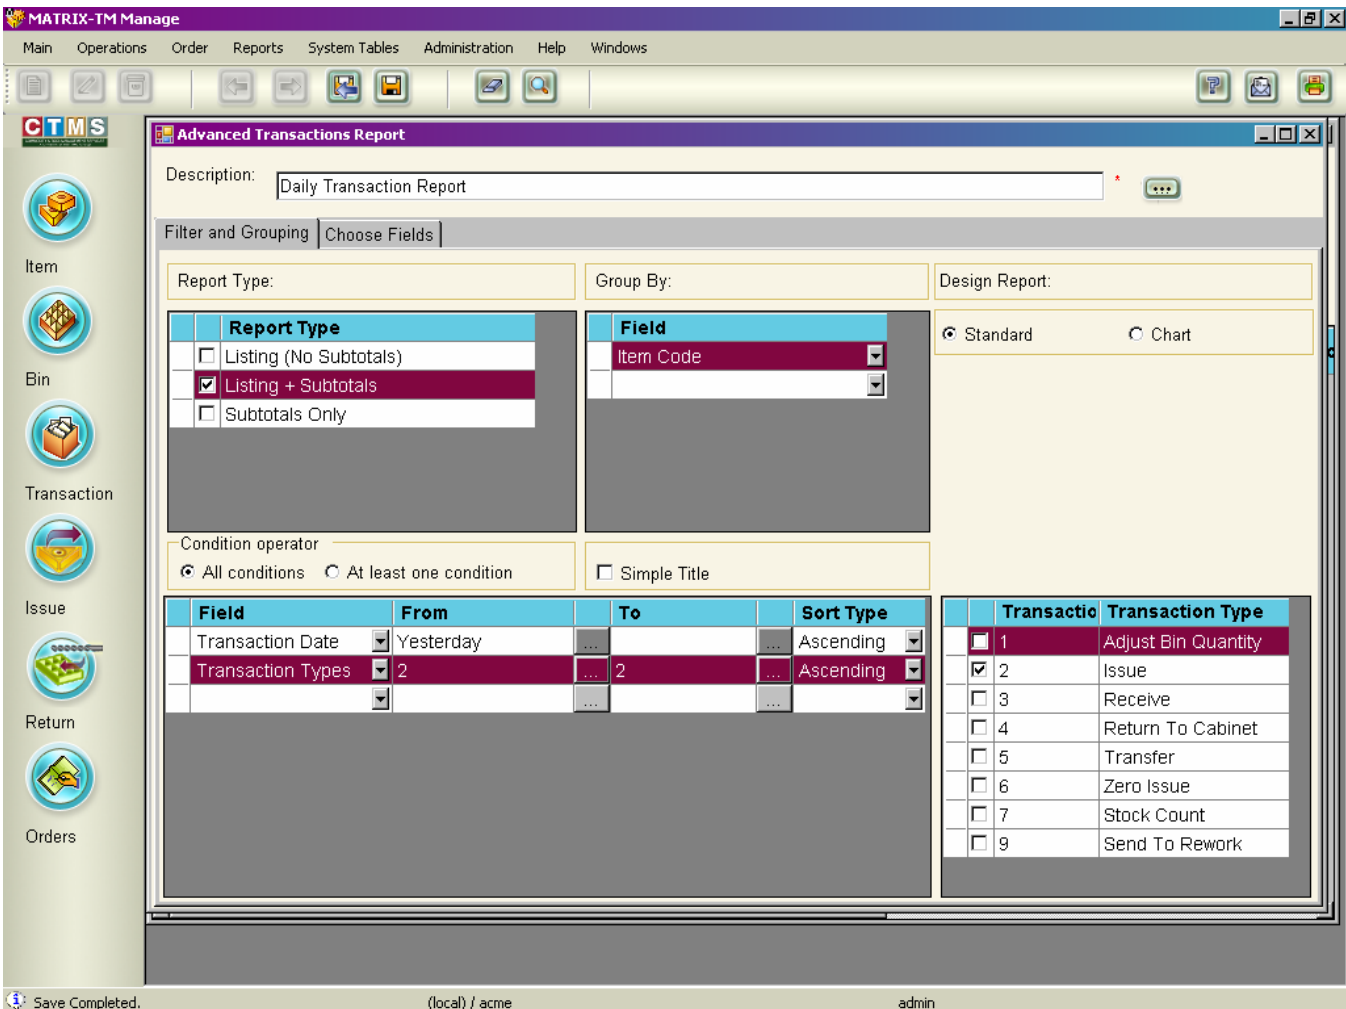 MATRIX-TM Manage
Main Operations Order Reports System Tables Administration Help Windows
CTMS
Advanced Transactions Report
Description: Daily Transaction Report * ...
Filter and Grouping Choose Fields
Report Type: Group By: Design Report:
Report Type Field
Standard Chart
Listing (No Subtotals) Item Code
Listing + Subtotals
Subtotals Only
Item
Bin
Transaction
Issue
Return
Orders
Condition operator
All conditions At least one condition Simple Title
Field From To Sort Type
Transaction Date Yesterday ... ... Ascending
Transaction Types 2 ... 2 ... Ascending
... ...
Transactio Transaction Type
1 Adjust Bin Quantity
2 Issue
3 Receive
4 Return To Cabinet
5 Transfer
6 Zero Issue
7 Stock Count
9 Send To Rework
Save Completed. (local) / acme admin